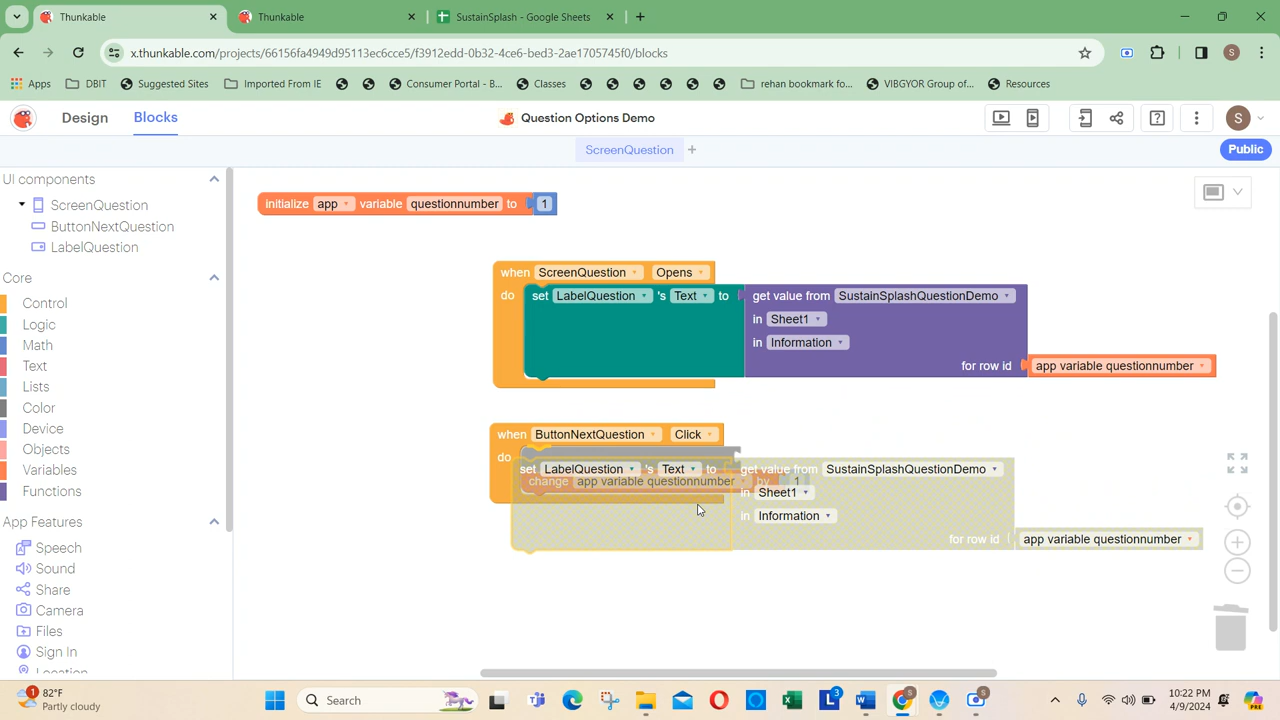 Thunkable
Thunkable
SustainSplash - Google Sheets
x.thunkable.com/projects/66156fa4949d95113ec6cce5/f3912edd-0b32-4ce6-bed3-2ae1705745f0/blocks
S
Apps
DBIT
Suggested Sites
Imported From IE
Consumer Portal - B...
Classes
rehan bookmark fo...
VIBGYOR Group of...
Resources
Design
Blocks
Question Options Demo
S
ScreenQuestion
Public
UI components
ScreenQuestion
ButtonNextQuestion
LabelQuestion
Core
Control
Logic
Math
Text
Lists
Color
Device
Objects
Variables
Functions
App Features
Speech
Sound
Share
Camera
Files
Sign In
Location
initialize app variable questionnumber to 1
when ScreenQuestion Opens
do set LabelQuestion 's Text to get value from SustainSplashQuestionDemo
in Sheet1
in Information
for row id app variable questionnumber
when ButtonNextQuestion Click
do
set LabelQuestion 's Text to get value from SustainSplashQuestionDemo
change app variable questionnumber by 1
in Sheet1
in Information
for row id app variable questionnumber
1
82°F
Partly cloudy
Search
3
10:22 PM
4/9/2024